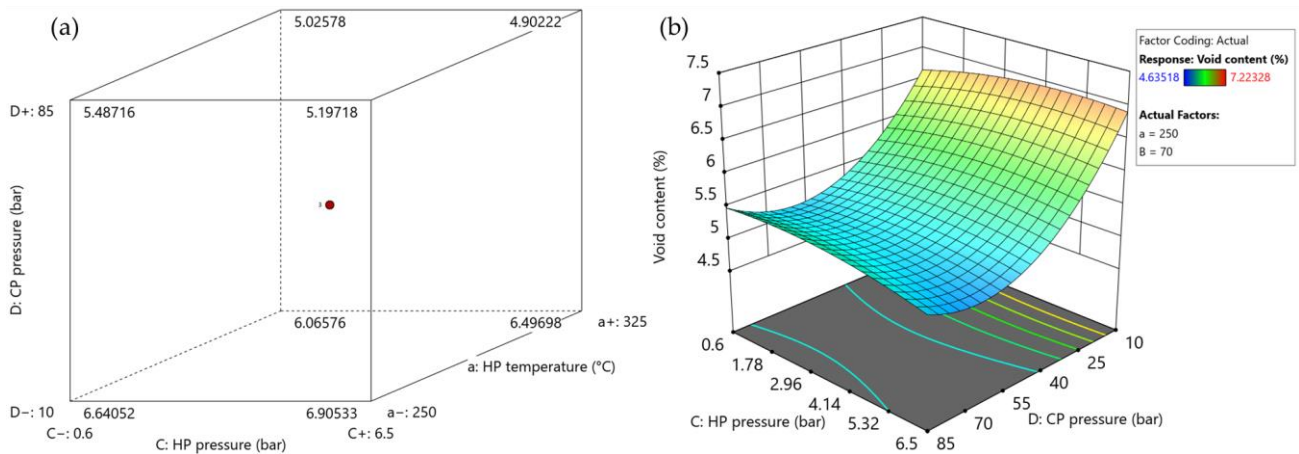 (a)
5.02578
4.90222
D+: 85
5.48716
5.19718
D: CP pressure (bar)
3
6.06576
6.49698
a+: 325
a: HP temperature (°C)
D−: 10
6.64052
6.90533
a−: 250
C−: 0.6
C: HP pressure (bar)
C+: 6.5
(b)
7.5
7
6.5
6
5.5
5
4.5
Void content (%)
0.6
1.78
2.96
4.14
5.32
6.5
C: HP pressure (bar)
10
25
40
55
70
85
D: CP pressure (bar)
Factor Coding: Actual
Response: Void content (%)
4.63518 7.22328
Actual Factors:
a = 250
B = 70